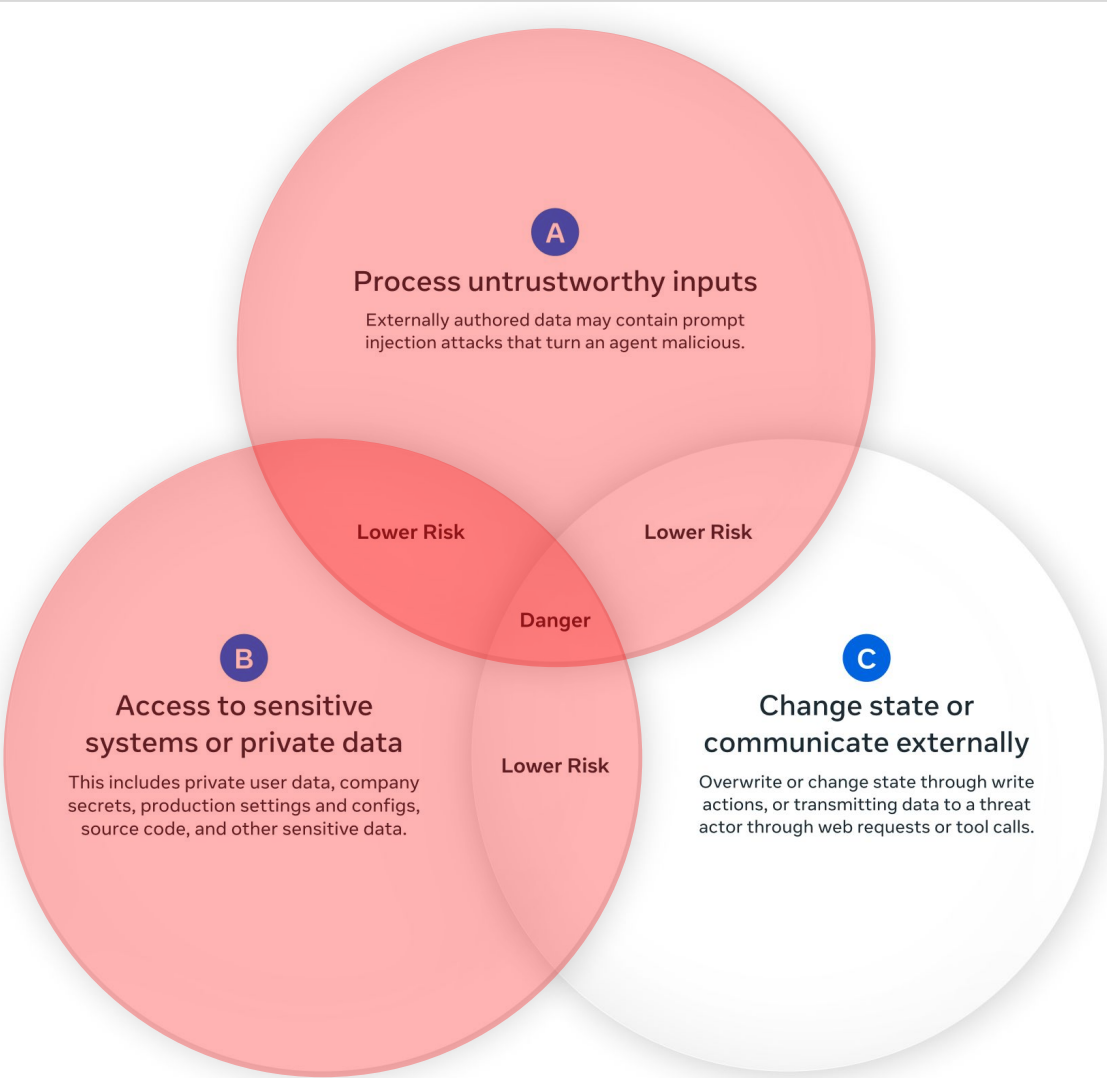 A
Process untrustworthy inputs
Externally authored data may contain prompt
injection attacks that turn an agent malicious.
Lower Risk
Lower Risk
Danger
B
Access to sensitive
systems or private data
This includes private user data, company
secrets, production settings and configs,
source code, and other sensitive data.
Lower Risk
C
Change state or
communicate externally
Overwrite or change state through write
actions, or transmitting data to a threat
actor through web requests or tool calls.